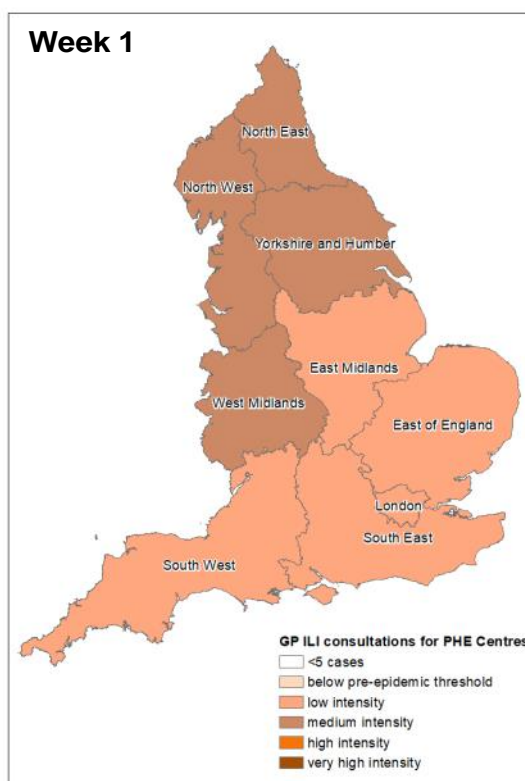 Week 1
North East
North West
Yorkshire and Humber
East Midlands
West Midlands
East of England
London
South East
South West
GP ILI consultations for PHE Centres
<5 cases
below pre-epidemic threshold
low intensity
medium intensity
high intensity
very high intensity